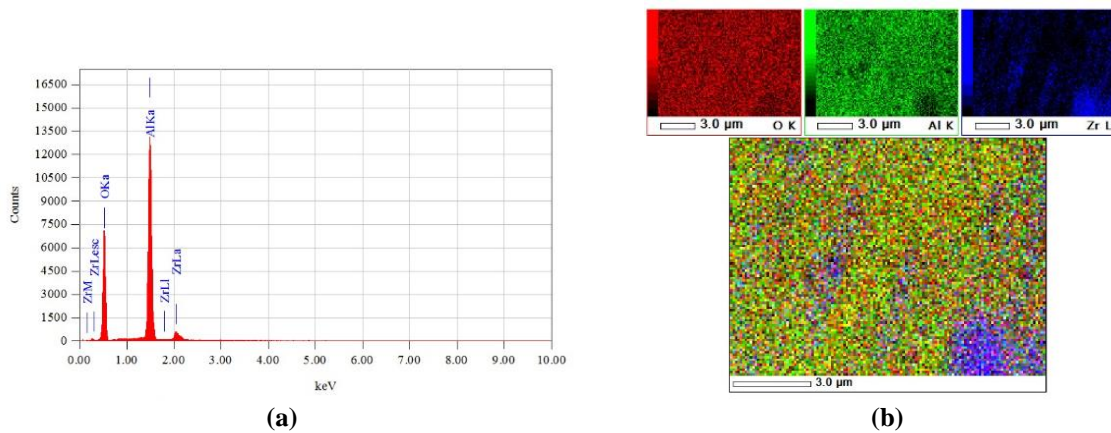 16500
15000
13500
12000
10500
9000
7500
6000
4500
3000
1500
0
Counts
ZrM
ZrLesc
OKa
AlKa
ZrLl
ZrLa
0.00 1.00 2.00 3.00 4.00 5.00 6.00 7.00 8.00 9.00 10.00
keV
(a)
3.0 µm O K
3.0 µm Al K
3.0 µm Zr L
3.0 µm
(b)